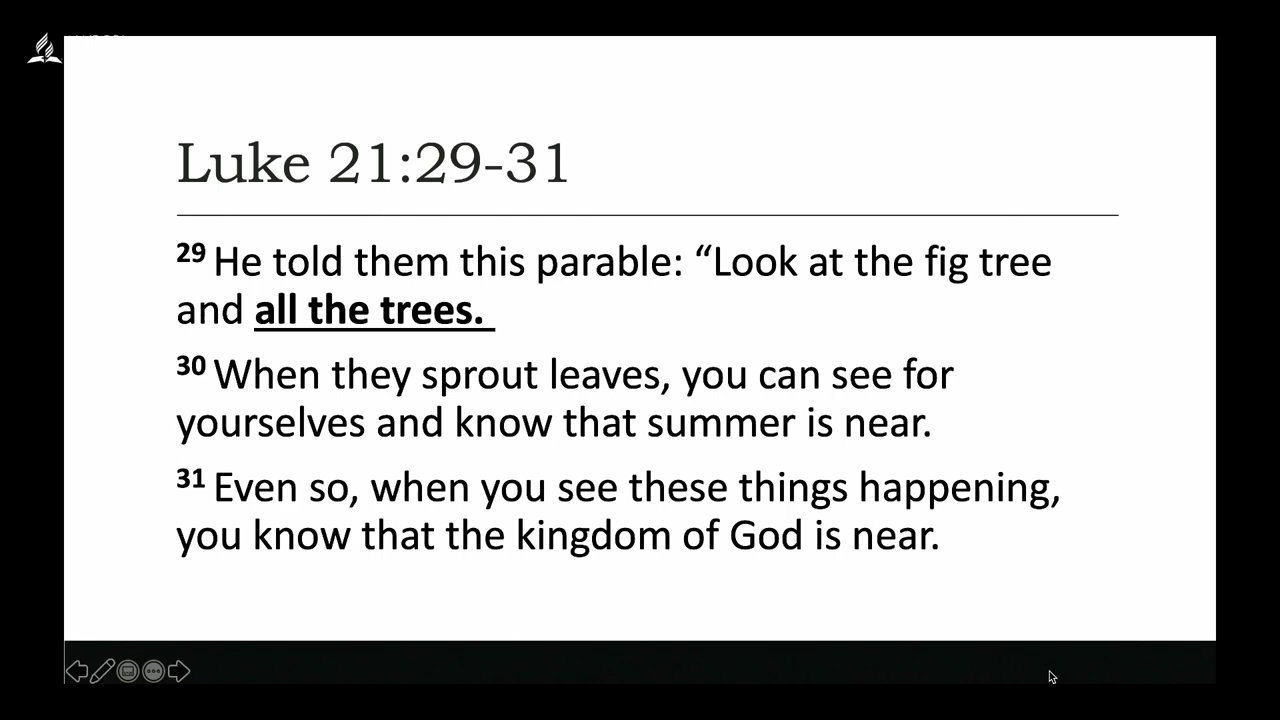 Luke 21:29-31
29 He told them this parable: “Look at the fig tree
and all the trees.
30 When they sprout leaves, you can see for
yourselves and know that summer is near.
31 Even so, when you see these things happening,
you know that the kingdom of God is near.